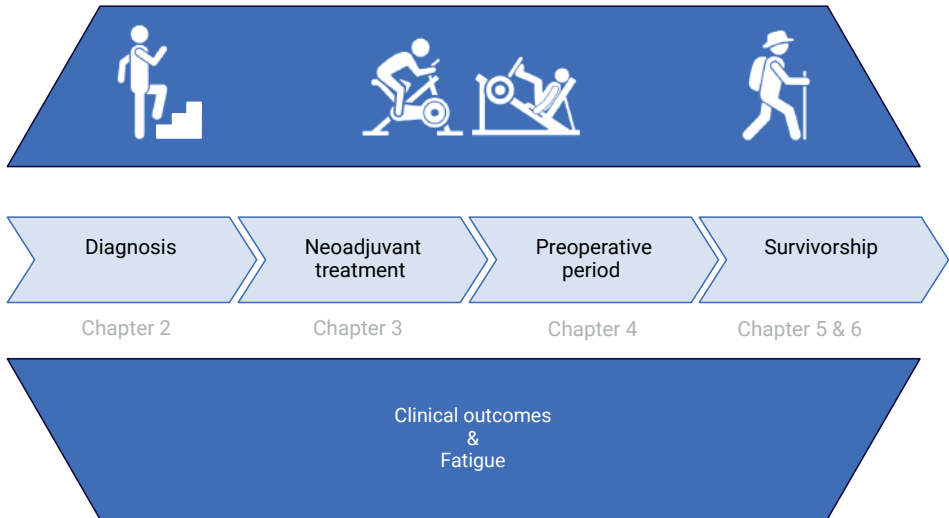 Diagnosis
Neoadjuvant
treatment
Preoperative
period
Survivorship
Chapter 2
Chapter 3
Chapter 4
Chapter 5 & 6
Clinical outcomes
&
Fatigue